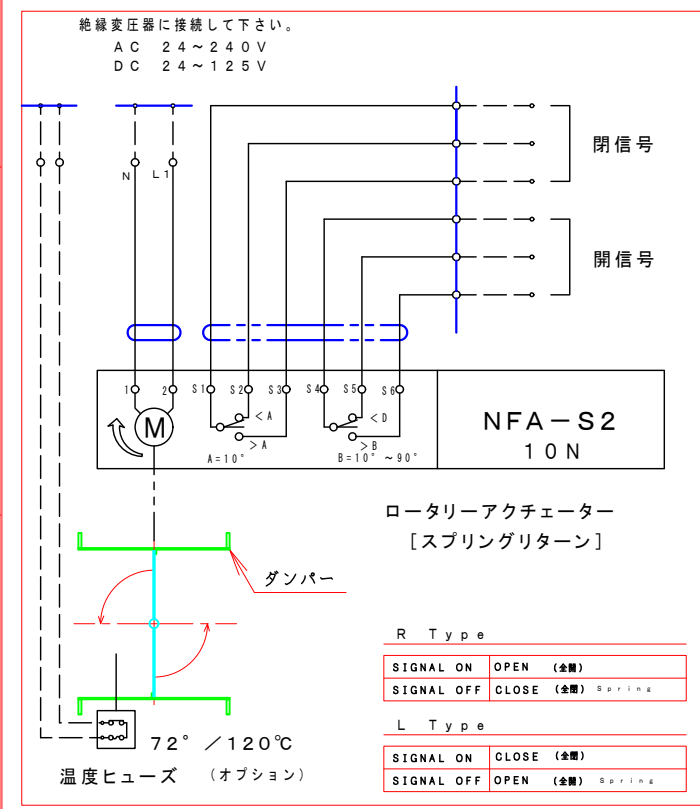 絶縁変圧器に接続して下さい。
AC 24～240V
DC 24～125V
閉信号
開信号
N L1
1 2 S1 S2 S3 S4 S5 S6
M
<A
>A
A=10°
<D
>B
B=10° ~90°
NFA－S2
10N
ロータリーアクチェーター
[スプリングリターン]
ダンパー
R Type
SIGNAL ON OPEN (全開)
SIGNAL OFF CLOSE (全閉) Spring
L Type
SIGNAL ON CLOSE (全閉)
SIGNAL OFF OPEN (全開) Spring
72° ／120℃
温度ヒューズ (オプション)